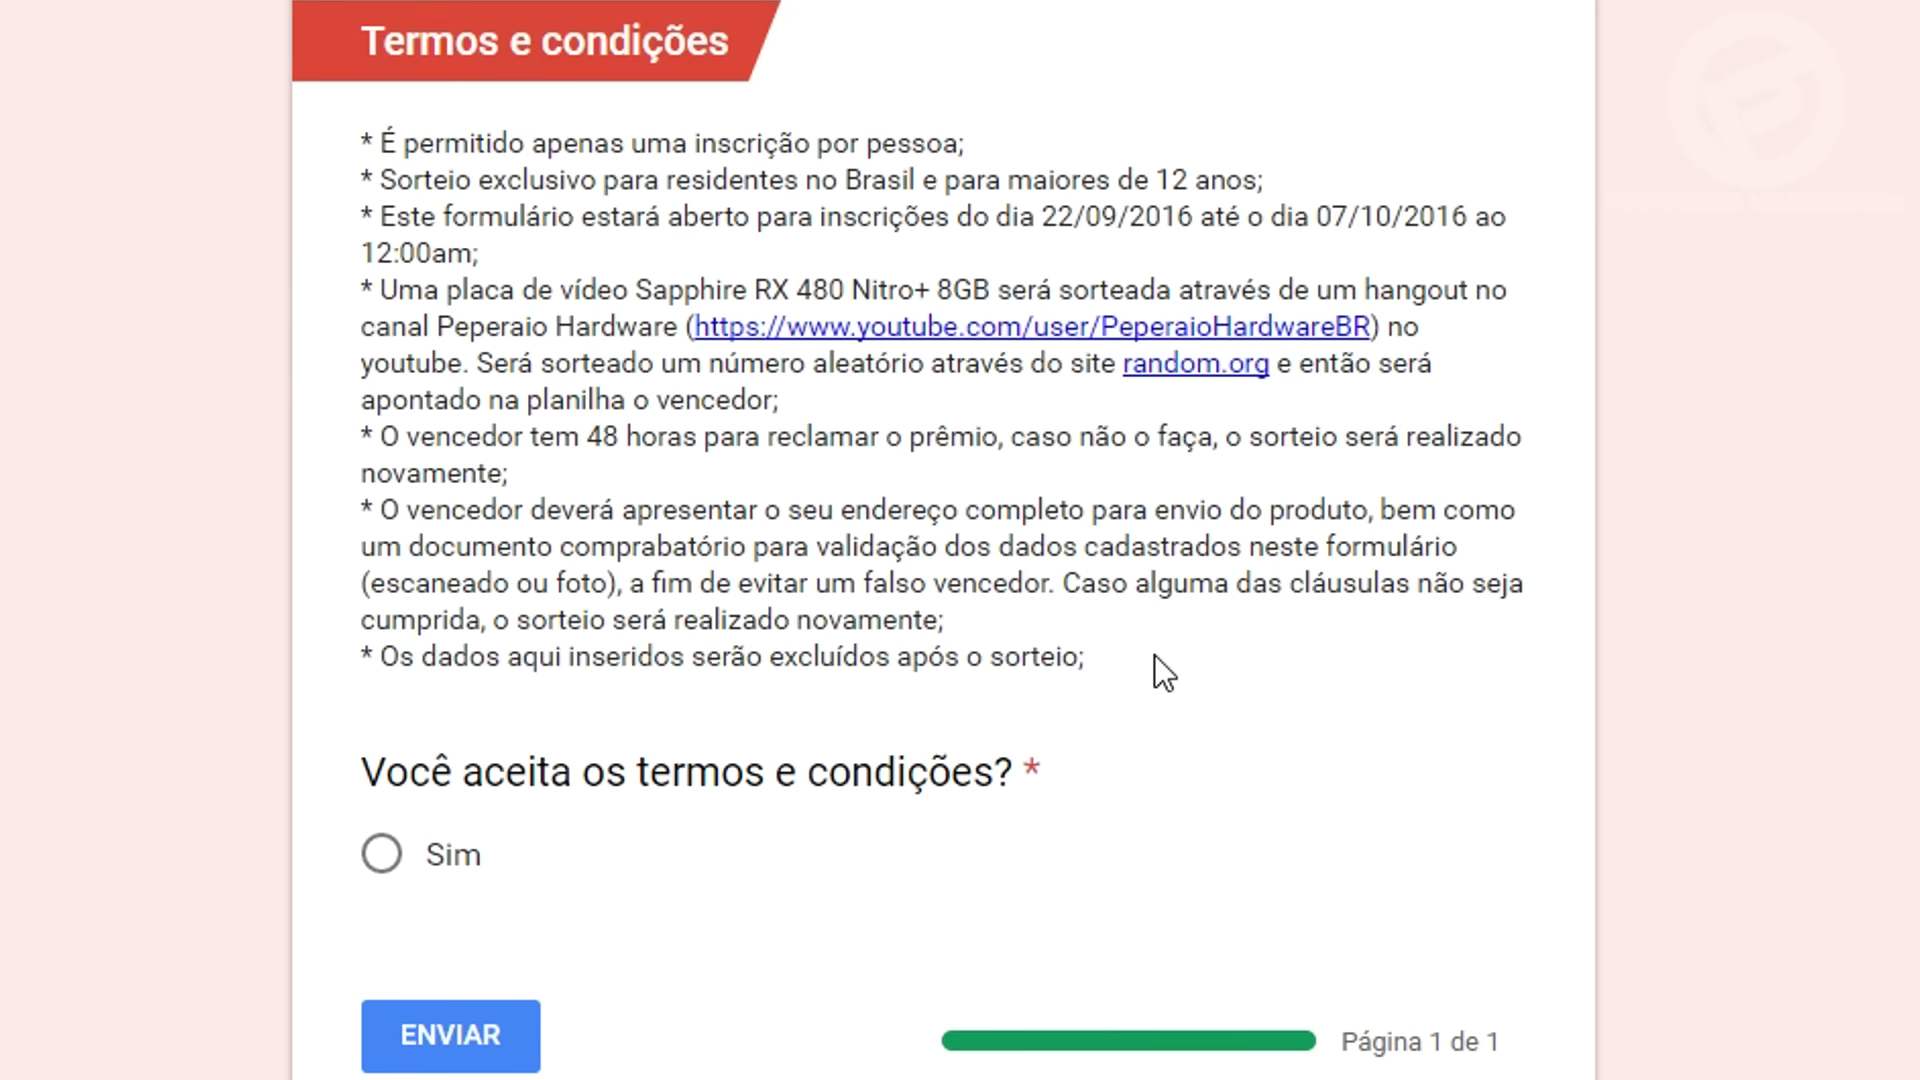 Termos e condições
* É permitido apenas uma inscrição por pessoa;
* Sorteio exclusivo para residentes no Brasil e para maiores de 12 anos;
* Este formulário estará aberto para inscrições do dia 22/09/2016 até o dia 07/10/2016 ao
12:00am;
* Uma placa de vídeo Sapphire RX 480 Nitro+ 8GB será sorteada através de um hangout no
canal Peperaio Hardware (https://www.youtube.com/user/PeperaioHardwareBR) no
youtube. Será sorteado um número aleatório através do site random.org e então será
apontado na planilha o vencedor;
* O vencedor tem 48 horas para reclamar o prêmio, caso não o faça, o sorteio será realizado
novamente;
* O vencedor deverá apresentar o seu endereço completo para envio do produto, bem como
um documento comprabatório para validação dos dados cadastrados neste formulário
(escaneado ou foto), a fim de evitar um falso vencedor. Caso alguma das cláusulas não seja
cumprida, o sorteio será realizado novamente;
* Os dados aqui inseridos serão excluídos após o sorteio;
Você aceita os termos e condições? *
Sim
ENVIAR
Página 1 de 1